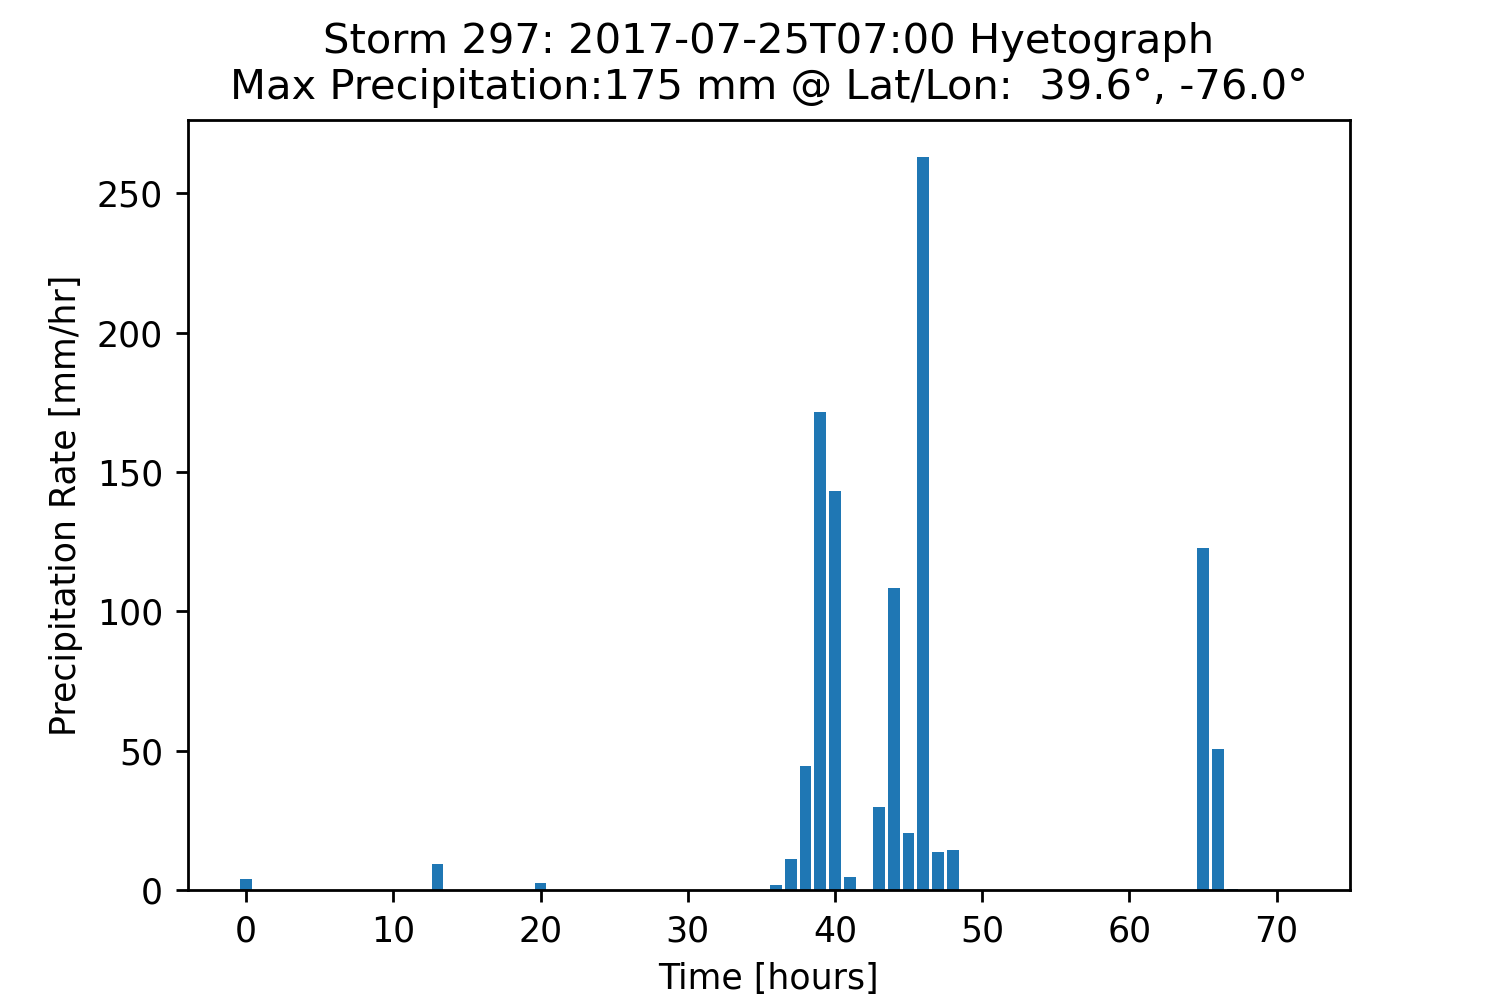 Storm 297: 2017-07-25T07:00 Hyetograph
Max Precipitation:175 mm @ Lat/Lon:  39.6°, -76.0°
Precipitation Rate [mm/hr]
250
200
150
100
50
0
0 10 20 30 40 50 60 70
Time [hours]